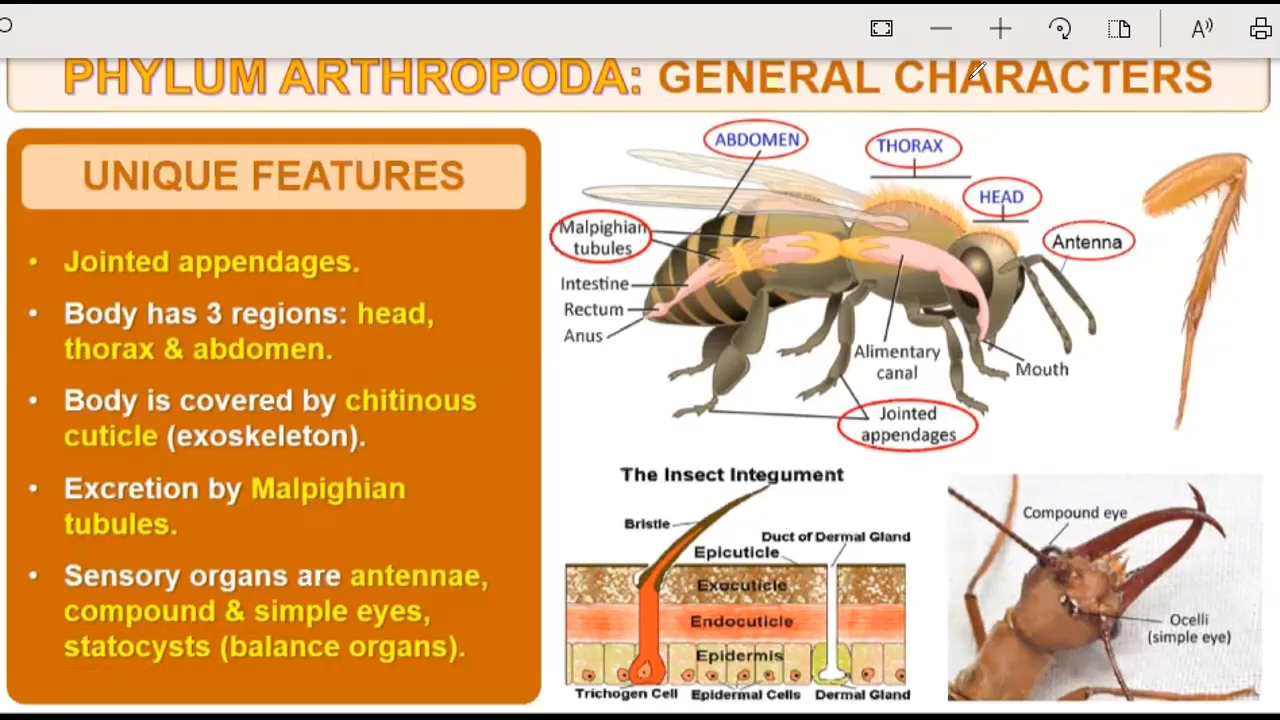 PHYLUM ARTHROPODA: GENERAL CHARACTERS
UNIQUE FEATURES
• Jointed appendages.
• Body has 3 regions: head,
thorax & abdomen.
• Body is covered by chitinous
cuticle (exoskeleton).
• Excretion by Malpighian
tubules.
• Sensory organs are antennae,
compound & simple eyes,
statocysts (balance organs).
ABDOMEN
THORAX
HEAD
Antenna
Malpighian
tubules
Intestine
Rectum
Anus
Alimentary
canal
Mouth
Jointed
appendages
The Insect Integument
Bristle
Duct of Dermal Gland
Epicuticle
Exocuticle
Endocuticle
Epidermis
Trichogen Cell
Epidermal Cells
Dermal Gland
Compound eye
Ocelli
(simple eye)